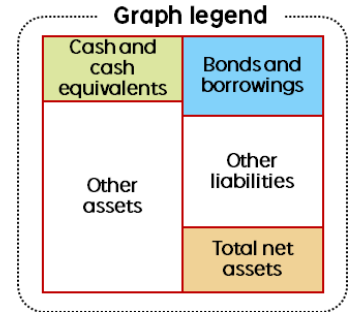 Graph legend
Cash and
cash
equivalents
Other
assets
Bonds and
borrowings
Other
liabilities
Total net
assets